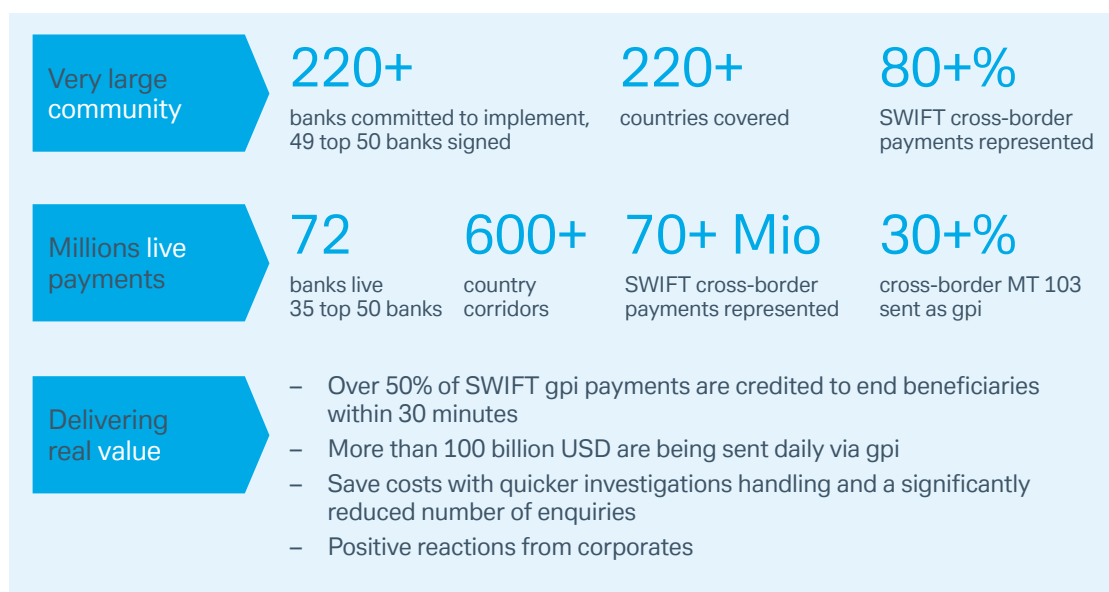 Very large
community
220+
banks committed to implement,
49 top 50 banks signed
220+
countries covered
80+%
SWIFT cross-border
payments represented
Millions live
payments
72
banks live
35 top 50 banks
600+
country
corridors
70+ Mio
SWIFT cross-border
payments represented
30+%
cross-border MT 103
sent as gpi
Delivering
real value
– Over 50% of SWIFT gpi payments are credited to end beneficiaries
within 30 minutes
– More than 100 billion USD are being sent daily via gpi
– Save costs with quicker investigations handling and a significantly
reduced number of enquiries
– Positive reactions from corporates